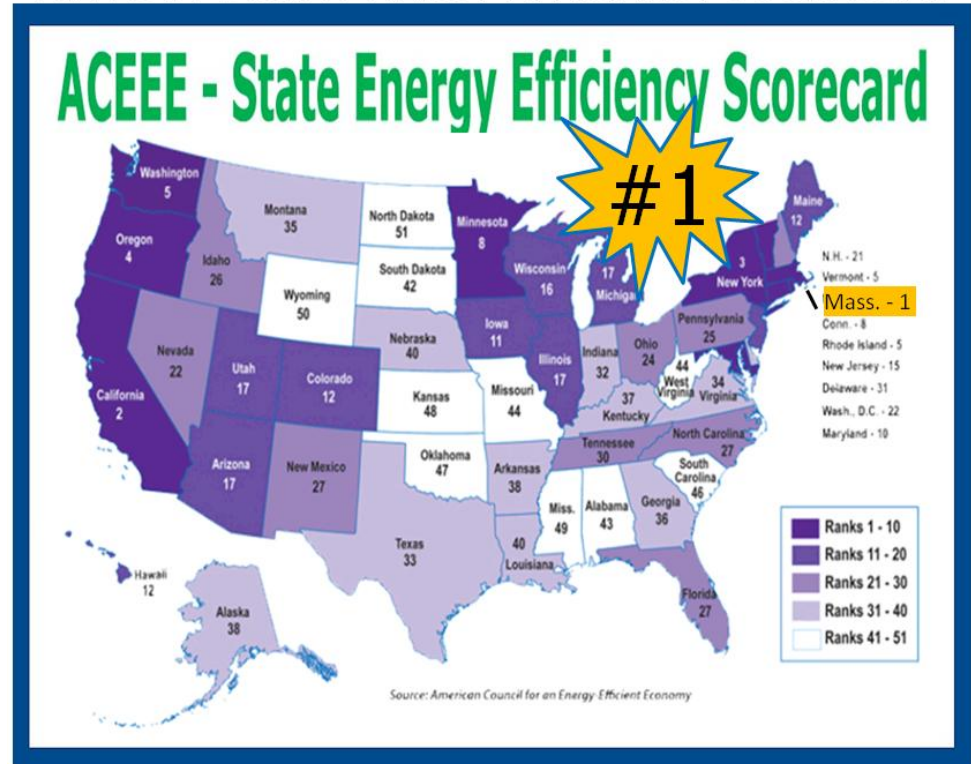 ACEEE - State Energy Efficiency Scorecard
#1
Washington
5
Oregon
4
California
2
Nevada
22
Idaho
26
Montana
35
Wyoming
50
Utah
17
Colorado
12
Arizona
17
New Mexico
27
North Dakota
51
South Dakota
42
Nebraska
40
Kansas
48
Oklahoma
47
Texas
33
Minnesota
8
Iowa
11
Missouri
44
Arkansas
38
40
Louisiana
Wisconsin
16
Illinois
17
17
Michiga
Indiana
32
Ohio
24
37
Kentucky
Tennessee
30
Miss.
49
Alabama
43
Georgia
36
Florida
27
South
Carolina
46
North Carolina
27
34
Virginia
44
West
Virginia
Pennsylvania
25
3
New York
Maine
12
Hawaii
12
Alaska
38
N.H. - 21
Vermont - 5
Mass. - 1
Conn. - 8
Rhode Island - 5
New Jersey - 15
Delaware - 31
Wash., D.C. - 22
Maryland - 10
Ranks 1 - 10
Ranks 11 - 20
Ranks 21 - 30
Ranks 31 - 40
Ranks 41 - 51
Source: American Council for an Energy-Efficient Economy